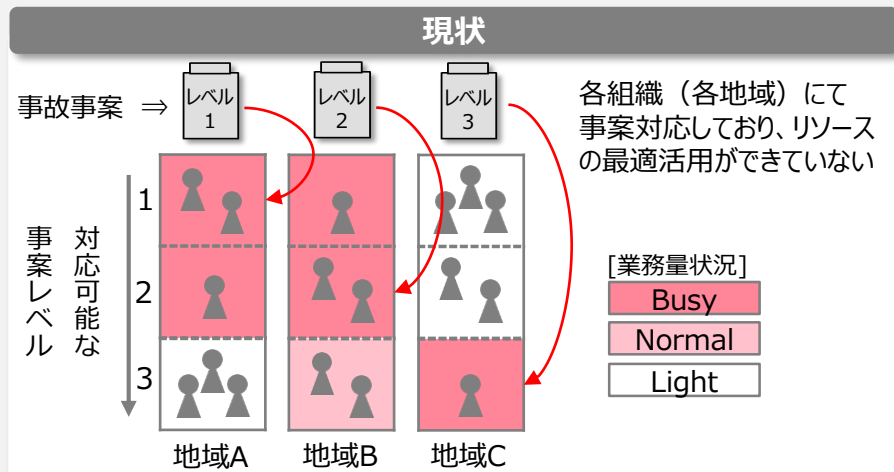 現状
事故事案 ⇒
レベル
1
レベル
2
レベル
3
各組織（各地域）にて
事案対応しており、リソース
の最適活用ができていない
対応可能な
事案レベル
1
2
3
[業務量状況]
Busy
Normal
Light
地域A
地域B
地域C